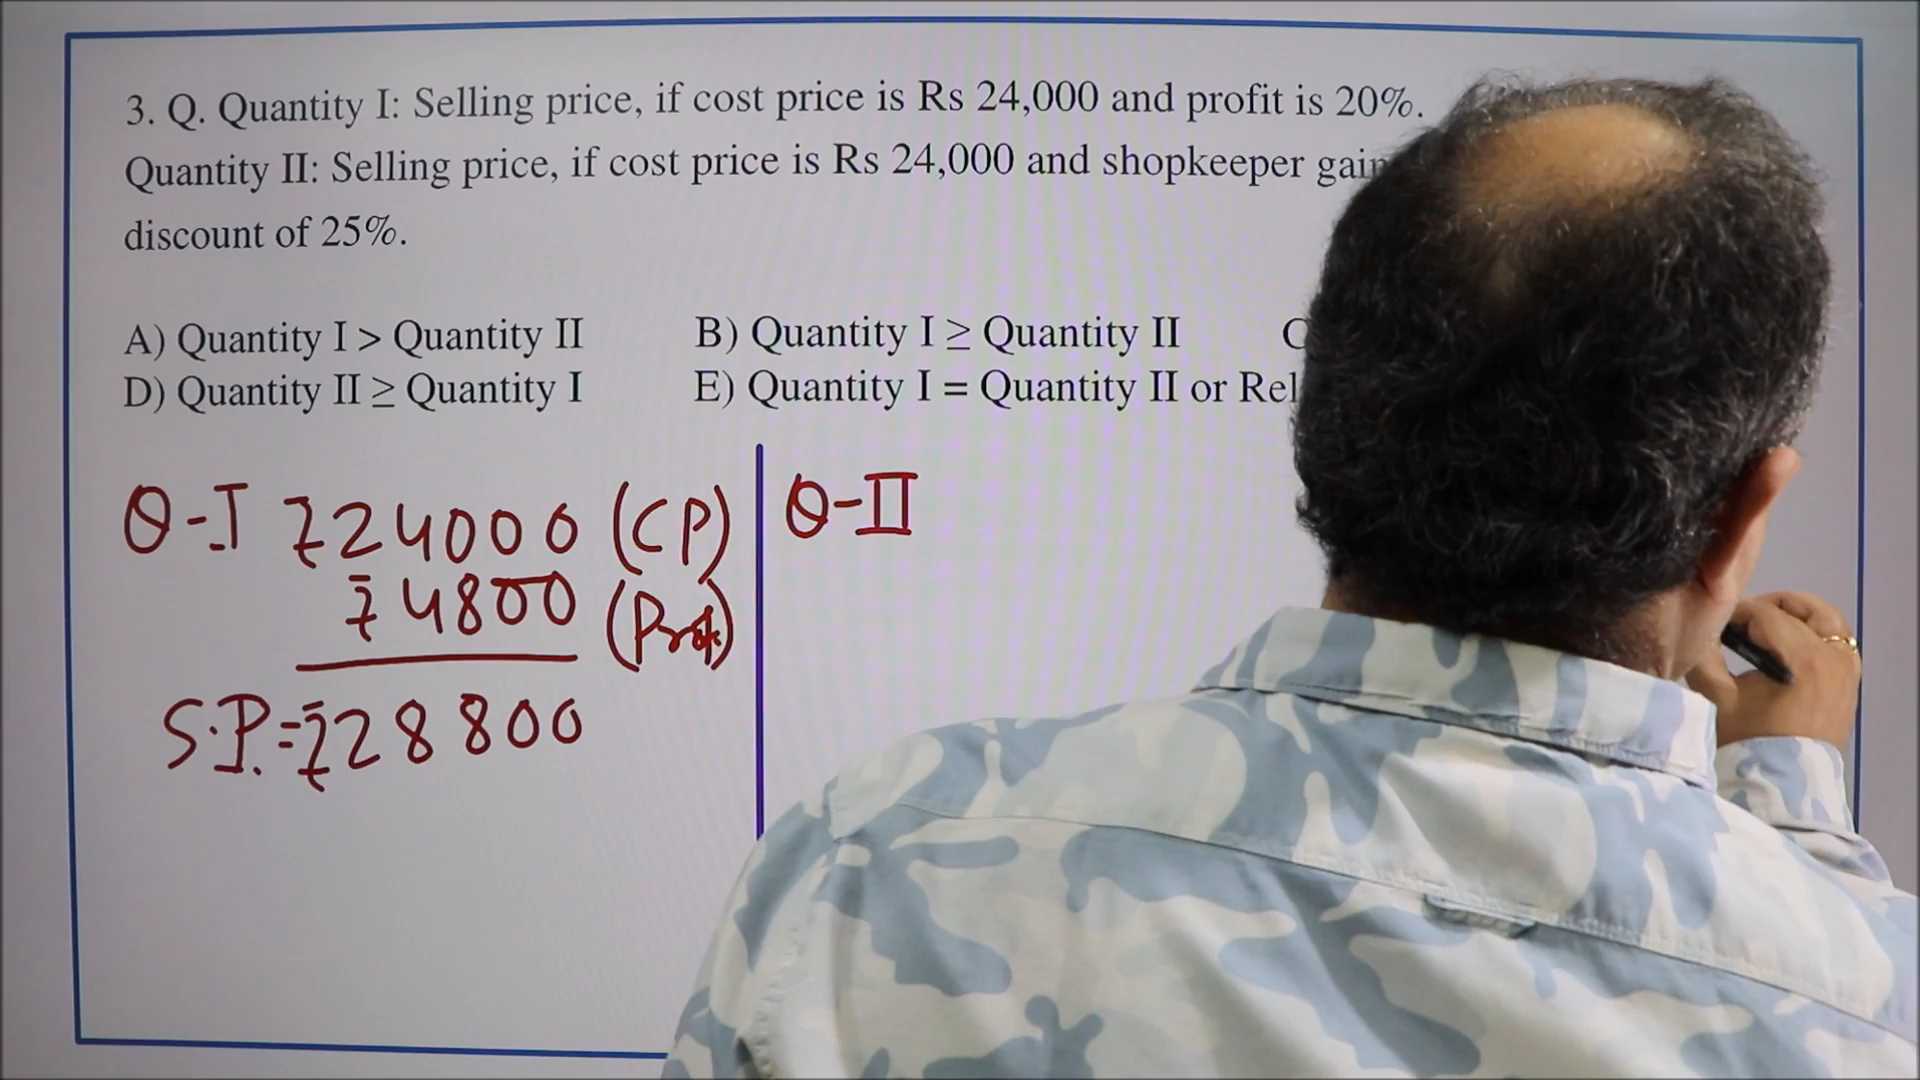 3. Q. Quantity I: Selling price, if cost price is Rs 24,000 and profit is 20%.
Quantity II: Selling price, if cost price is Rs 24,000 and shopkeeper
discount of 25%.
A) Quantity I > Quantity II B) Quantity I ≥ Quantity II
D) Quantity II ≥ Quantity I E) Quantity I = Quantity II or
Q-I ₹24000 (CP) Q-II
₹4800
S.P.=₹28800